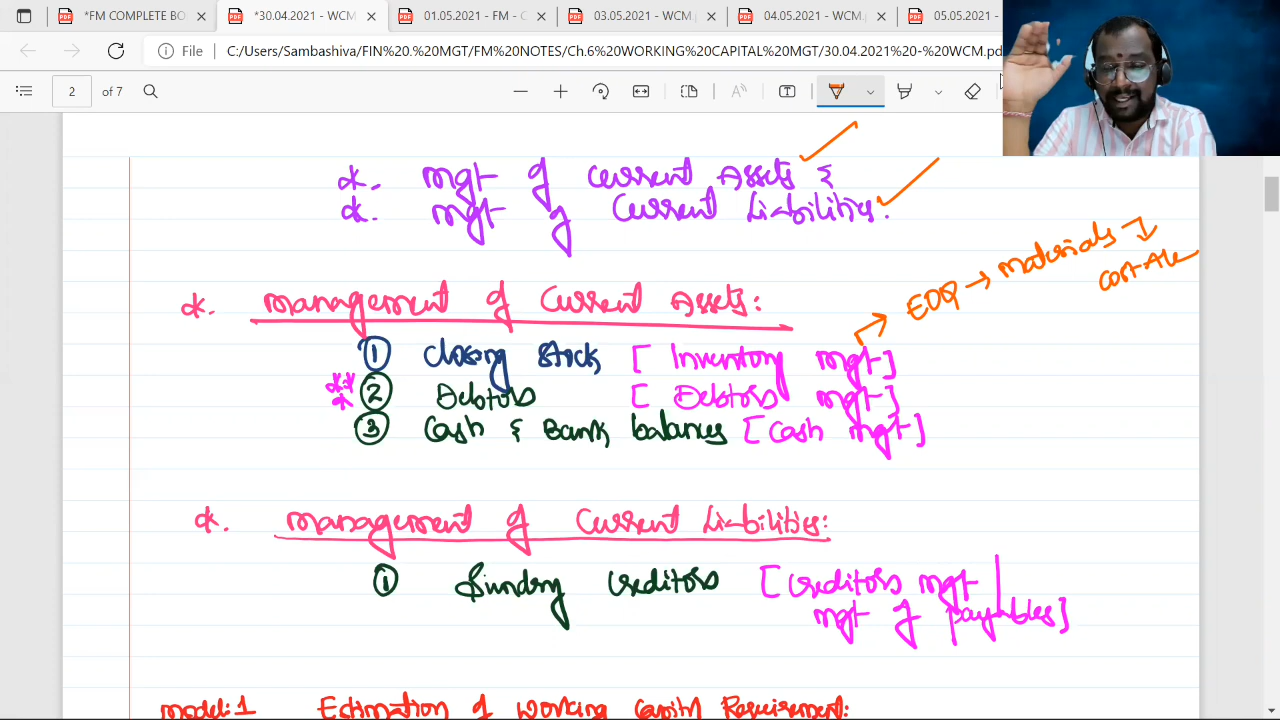 *FM COMPLETE BO
*30.04.2021 - WCM
01.05.2021 - FM - C
03.05.2021 - WCM.p
04.05.2021 - WCM.p
05.05.2021 - WCM
File C:/Users/Sambashiva/FIN%20.%20MGT/FM%20NOTES/Ch.6%20WORKING%20CAPITAL%20MGT/30.04.2021%20-%20WCM.pd
2 of 7
*. mgt of Current Assets &
*. mgt of Current Liabilities.
*. management of Current Assets:
EOQ → materials
Cost
① Closing stock [Inventory mgt]
② Debtors [Debtors mgt]
③ Cash & Bank balances [Cash mgt]
*. management of Current Liabilities:
① Sundry Creditors [Creditors mgt |
mgt of payables]
model:1 Estimation of Working Capital Requirement: